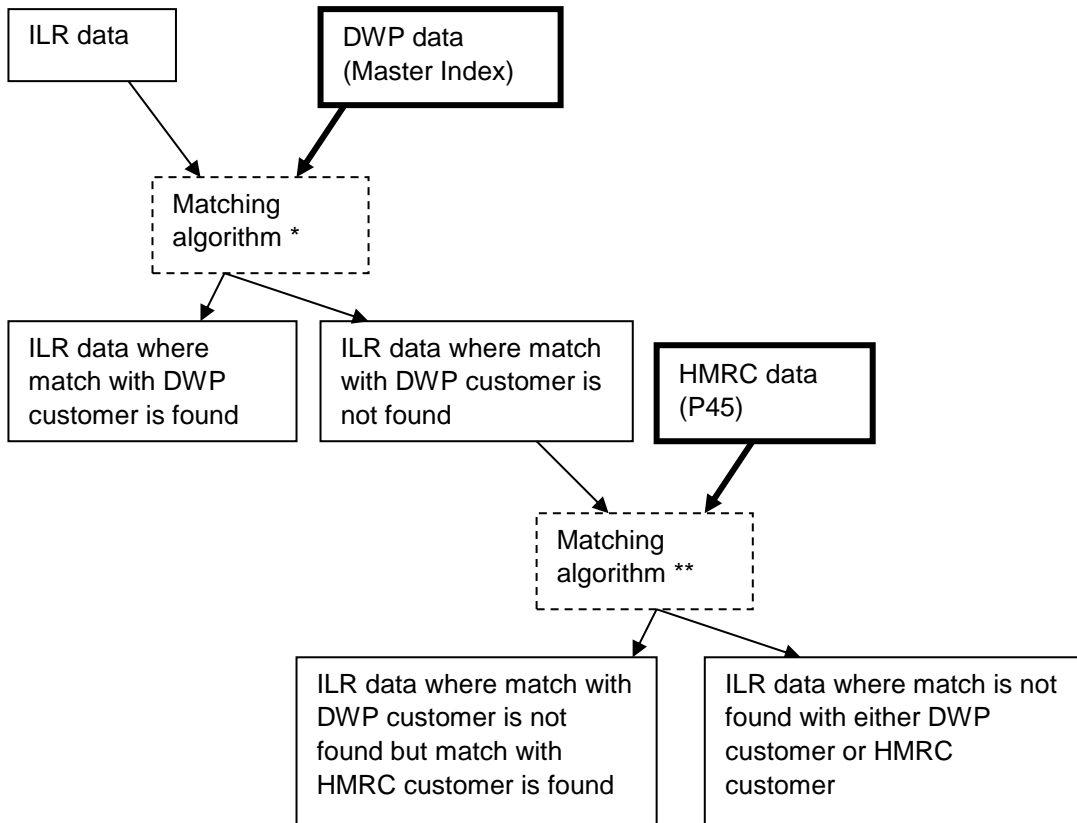 ILR data
DWP data
(Master Index)
Matching
algorithm *
ILR data where
match with DWP
customer is found
ILR data where match
with DWP customer is
not found
HMRC data
(P45)
Matching
algorithm **
ILR data where match with
DWP customer is not
found but match with
HMRC customer is found
ILR data where match is not
found with either DWP
customer or HMRC
customer